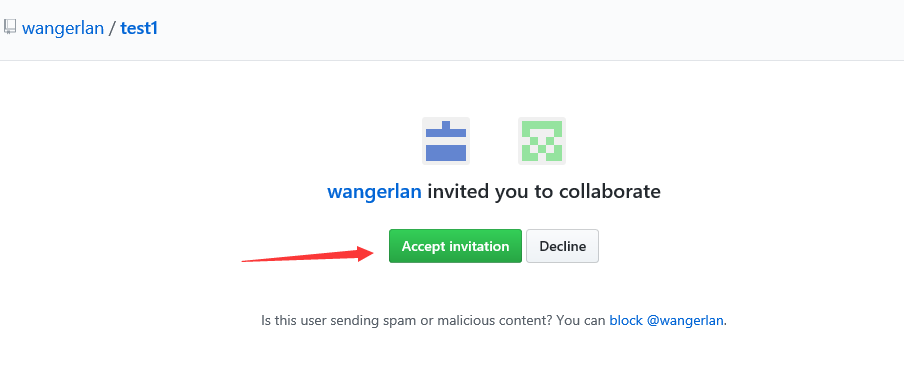 wangerlan / test1
wangerlan invited you to collaborate
Accept invitation Decline
Is this user sending spam or malicious content? You can block @wangerlan.